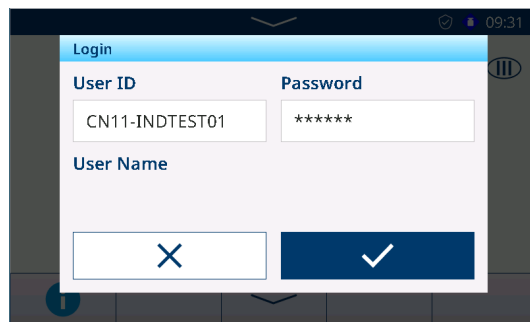 09:31
Login
User ID
Password
CN11-INDTEST01
******
User Name